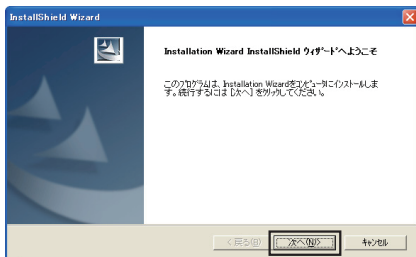 InstallShield Wizard
Installation Wizard InstallShield ｳｨｻﾞｰﾄﾞへようこそ
このﾌﾟﾛｸﾞﾗﾑは、Installation Wizardをｺﾝﾋﾟｭｰﾀにｲﾝｽﾄｰﾙしま
す。続行するには [次へ] をｸﾘｯｸしてください。
< 戻る(B)
次へ(N)>
ｷｬﾝｾﾙ